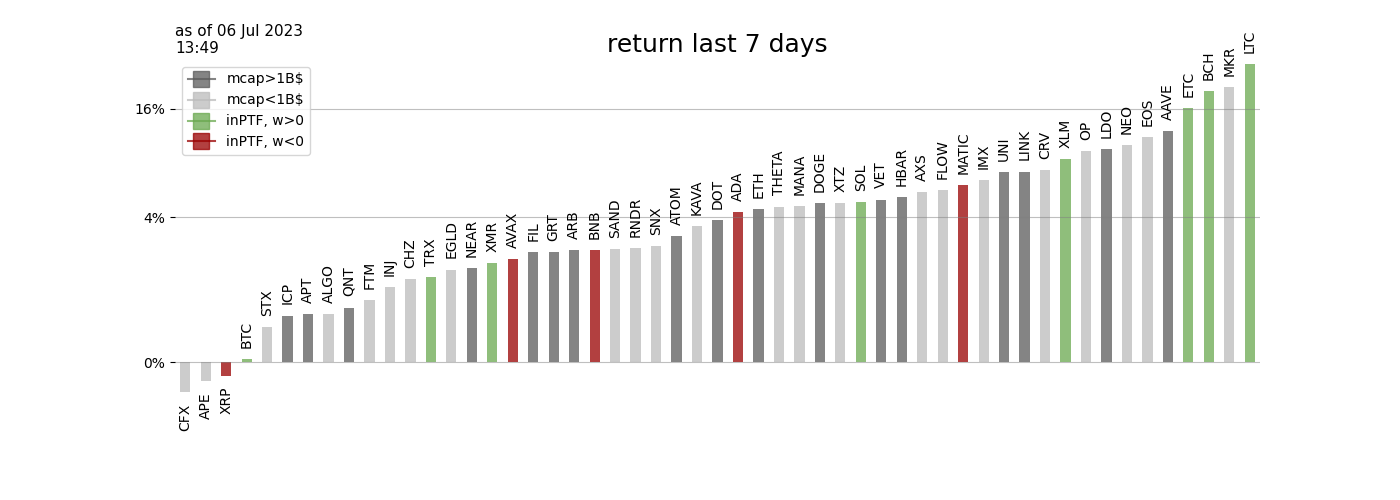 as of 06 Jul 2023
13:49
return last 7 days
mcap>1B$
mcap<1B$
inPTF, w>0
inPTF, w<0
16%
4%
0%
CFX
APE
XRP
BTC
STX
ICP
APT
ALGO
QNT
FTM
INJ
CHZ
TRX
EGLD
NEAR
XMR
AVAX
FIL
GRT
ARB
BNB
SAND
RNDR
SNX
ATOM
KAVA
DOT
ADA
ETH
THETA
MANA
DOGE
XTZ
SOL
VET
HBAR
AXS
FLOW
MATIC
IMX
UNI
LINK
CRV
XLM
OP
LDO
NEO
EOS
AAVE
ETC
BCH
MKR
LTC